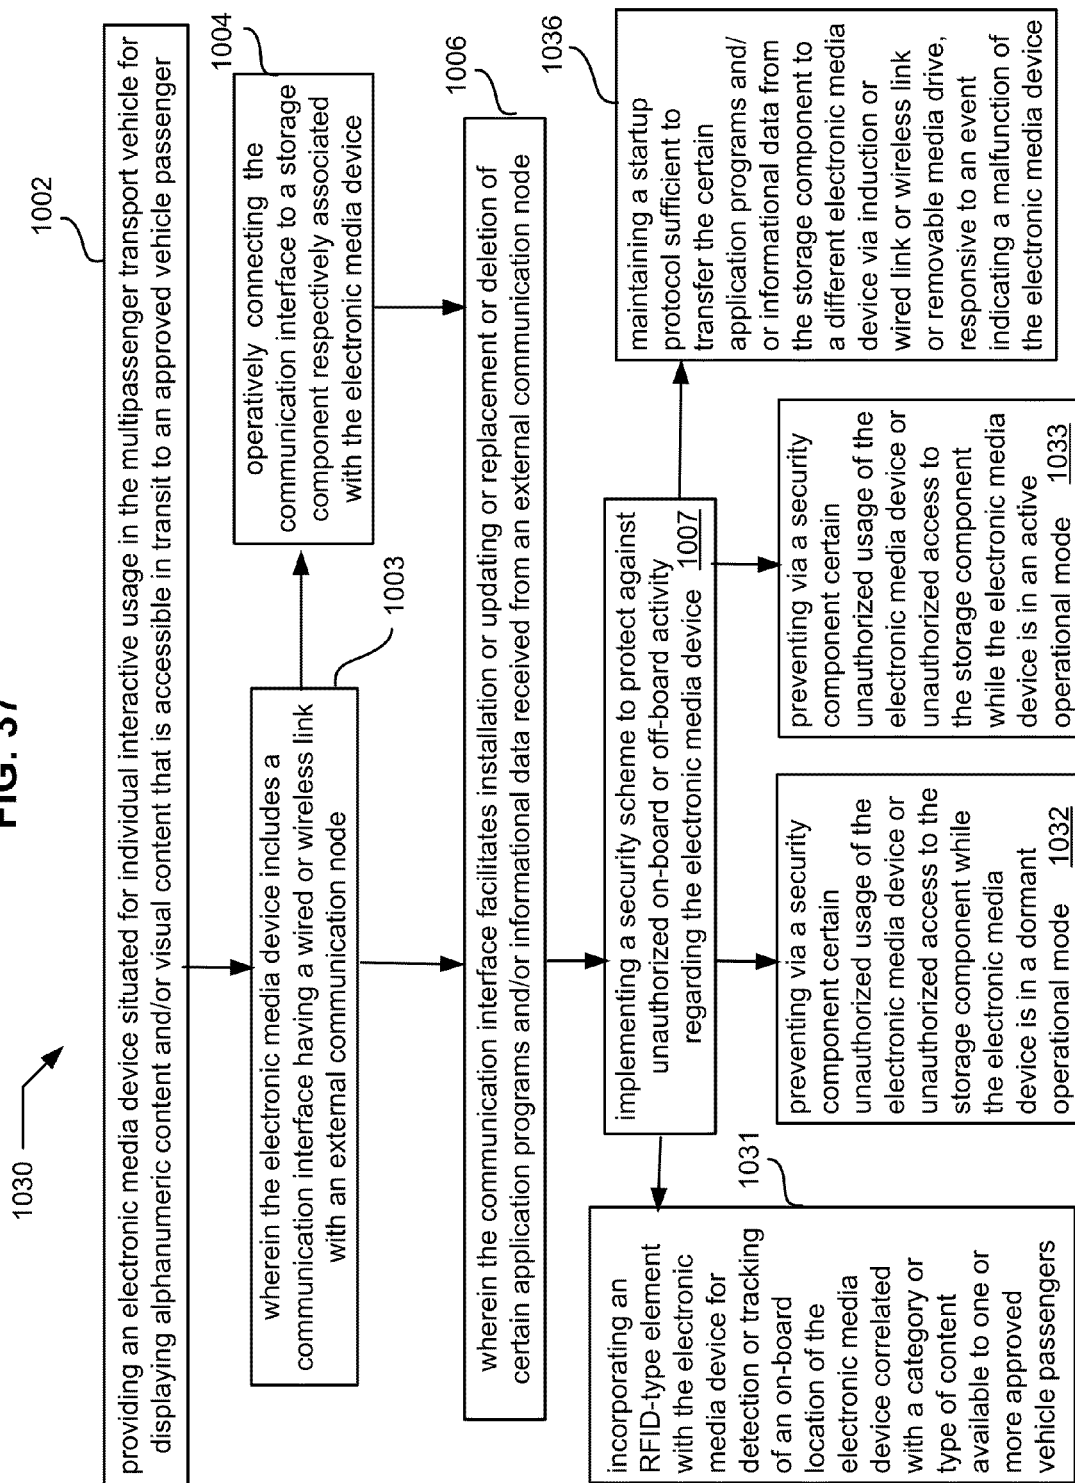 FIG. 37
1030
1002
providing an electronic media device situated for individual interactive usage in the multipassenger transport vehicle for
displaying alphanumeric content and/or visual content that is accessible in transit to an approved vehicle passenger
wherein the electronic media device includes a
communication interface having a wired or wireless link
with an external communication node
1003
operatively connecting the
communication interface to a storage
component respectively associated
with the electronic media device
1004
wherein the communication interface facilitates installation or updating or replacement or deletion of
certain application programs and/or informational data received from an external communication node
1006
implementing a security scheme to protect against
unauthorized on-board or off-board activity
regarding the electronic media device 1007
incorporating an
RFID-type element
with the electronic
media device for
detection or tracking
of an on-board
location of the
electronic media
device correlated
with a category or
type of content
available to one or
more approved
vehicle passengers
1031
preventing via a security
component certain
unauthorized usage of the
electronic media device or
unauthorized access to the
storage component while
the electronic media
device is in a dormant
operational mode 1032
preventing via a security
component certain
unauthorized usage of the
electronic media device or
unauthorized access to
the storage component
while the electronic media
device is in an active
operational mode 1033
maintaining a startup
protocol sufficient to
transfer the certain
application programs and/
or informational data from
the storage component to
a different electronic media
device via induction or
wired link or wireless link
or removable media drive,
responsive to an event
indicating a malfunction of
the electronic media device
1036